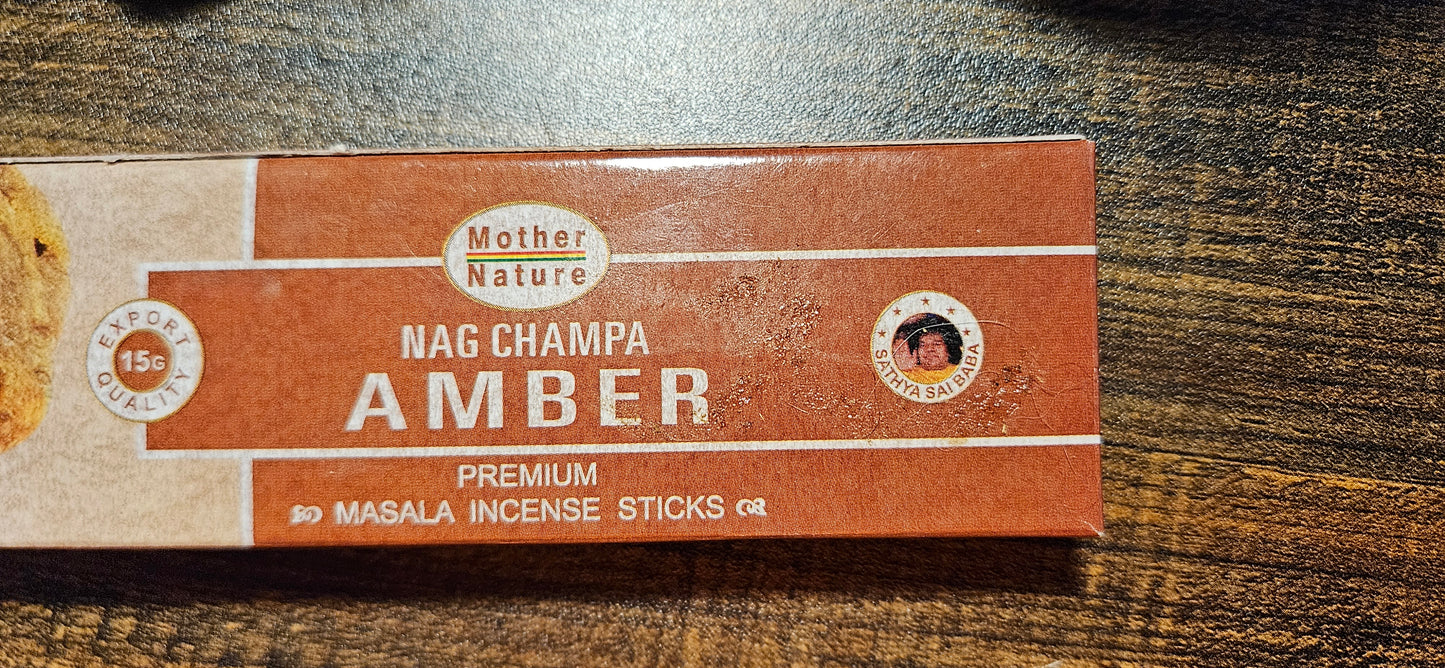 Mother
Nature
EXPORT
15G
QUALITY
NAG CHAMPA
AMBER
SATHYA SAI BABA
PREMIUM
MASALA INCENSE STICKS